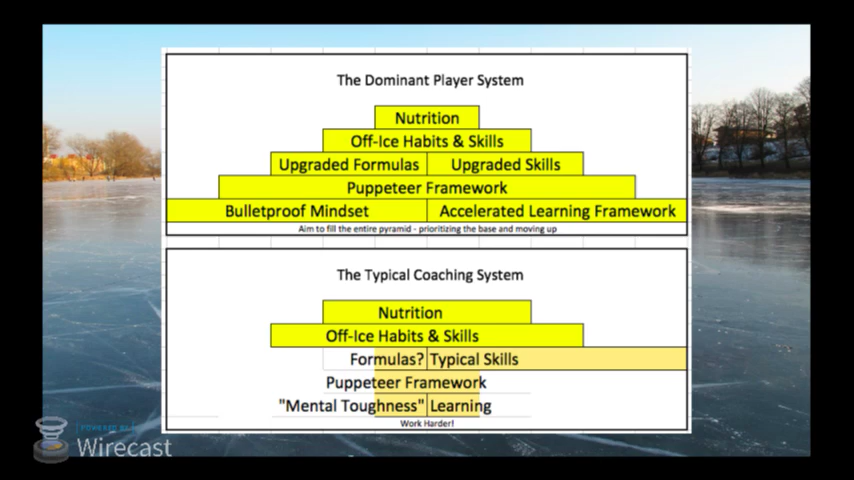 The Dominant Player System
Nutrition
Off-Ice Habits & Skills
Upgraded Formulas Upgraded Skills
Puppeteer Framework
Bulletproof Mindset Accelerated Learning Framework
Aim to fill the entire pyramid - prioritizing the base and moving up
The Typical Coaching System
Nutrition
Off-Ice Habits & Skills
Formulas? Typical Skills
Puppeteer Framework
"Mental Toughness" Learning
Work Harder!
POWERED BY
Wirecast